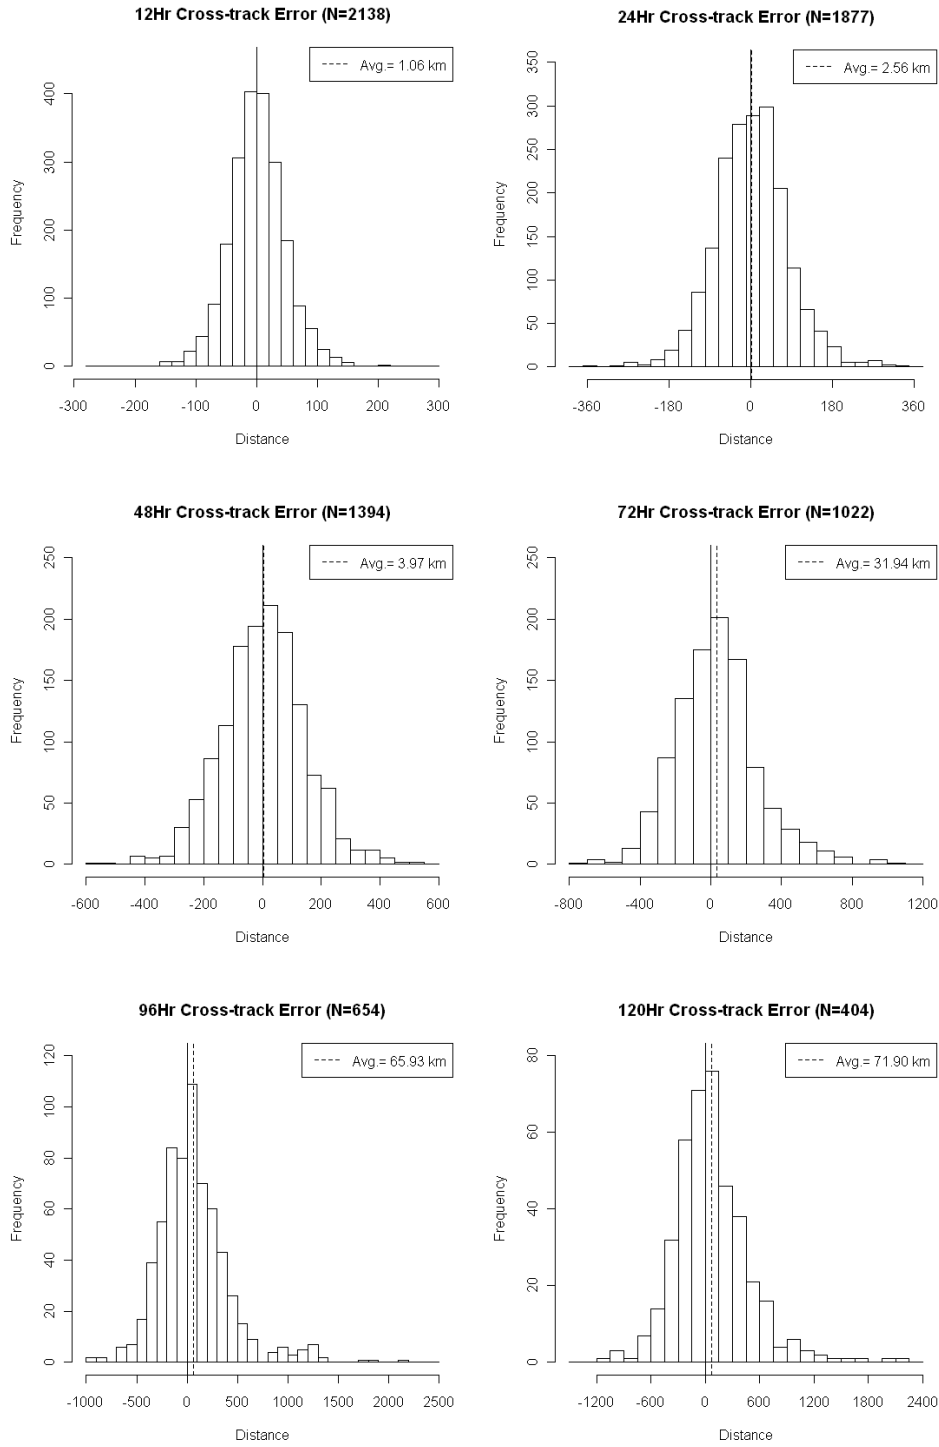 12Hr Cross-track Error (N=2138)
Avg.= 1.06 km
Frequency
0 100 200 300 400
-300 -200 -100 0 100 200 300
Distance
24Hr Cross-track Error (N=1877)
Avg.= 2.56 km
Frequency
0 50 100 150 200 250 300 350
-360 -180 0 180 360
Distance
48Hr Cross-track Error (N=1394)
Avg.= 3.97 km
Frequency
0 50 100 150 200 250
-600 -400 -200 0 200 400 600
Distance
72Hr Cross-track Error (N=1022)
Avg.= 31.94 km
Frequency
0 50 100 150 200 250
-800 -400 0 400 800 1200
Distance
96Hr Cross-track Error (N=654)
Avg.= 65.93 km
Frequency
0 20 40 60 80 100 120
-1000 -500 0 500 1000 1500 2000 2500
Distance
120Hr Cross-track Error (N=404)
Avg.= 71.90 km
Frequency
0 20 40 60 80
-1200 -600 0 600 1200 1800 2400
Distance